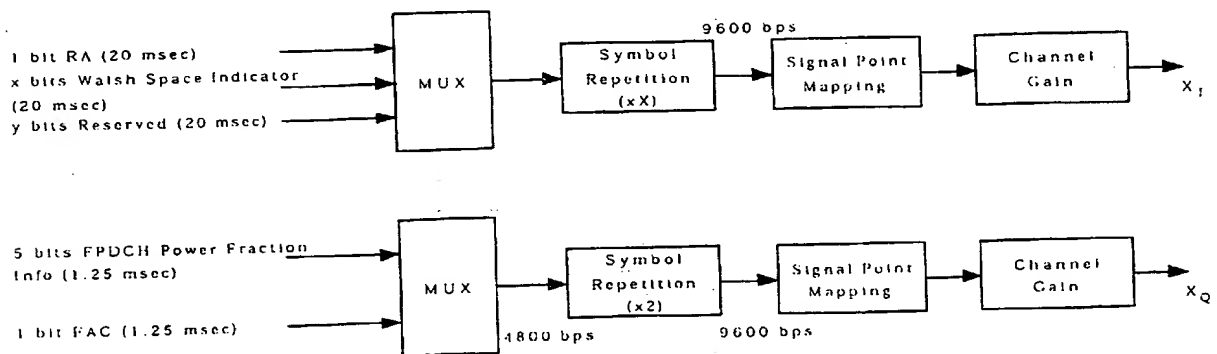 1 bit RA (20 msec)
x bits Walsh Space Indicator
(20 msec)
y bits Reserved (20 msec)
MUX
Symbol
Repetition
(xX)
9600 bps
Signal Point
Mapping
Channel
Gain
X I
5 bits FPDCH Power Fraction
Info (1.25 msec)
1 bit FAC (1.25 msec)
MUX
4800 bps
Symbol
Repetition
(x2)
9600 bps
Signal Point
Mapping
Channel
Gain
X Q